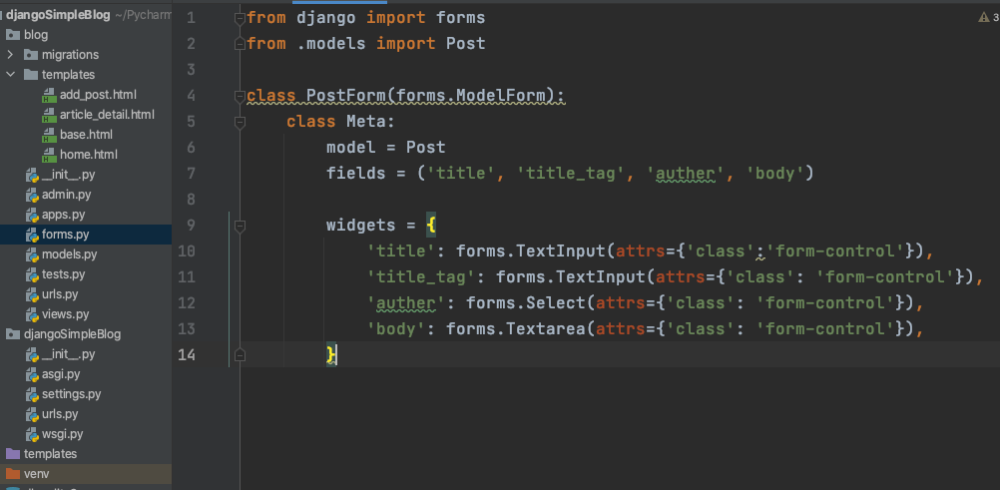 djangoSimpleBlog ~/Pycharm
blog
migrations
templates
add_post.html
article_detail.html
base.html
home.html
__init__.py
admin.py
apps.py
forms.py
models.py
tests.py
urls.py
views.py
djangoSimpleBlog
__init__.py
asgi.py
settings.py
urls.py
wsgi.py
templates
venv
1 from django import forms
2 from .models import Post
3
4 class PostForm(forms.ModelForm):
5 class Meta:
6 model = Post
7 fields = ('title', 'title_tag', 'auther', 'body')
8
9 widgets = {
10 'title': forms.TextInput(attrs={'class':'form-control'}),
11 'title_tag': forms.TextInput(attrs={'class': 'form-control'}),
12 'auther': forms.Select(attrs={'class': 'form-control'}),
13 'body': forms.Textarea(attrs={'class': 'form-control'}),
14 }
3